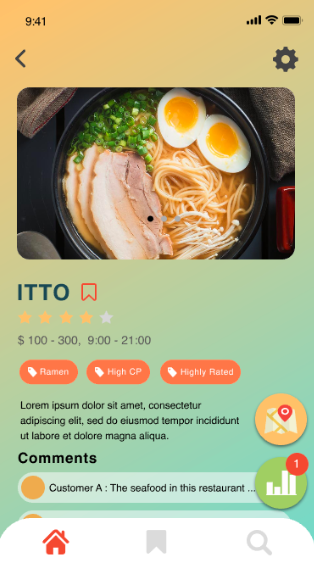 9:41
ITTO
$ 100 - 300, 9:00 - 21:00
Ramen
High CP
Highly Rated
Lorem ipsum dolor sit amet, consectetur
adipiscing elit, sed do eiusmod tempor incididunt
ut labore et dolore magna aliqua.
Comments
1
Customer A : The seafood in this restaurant ...